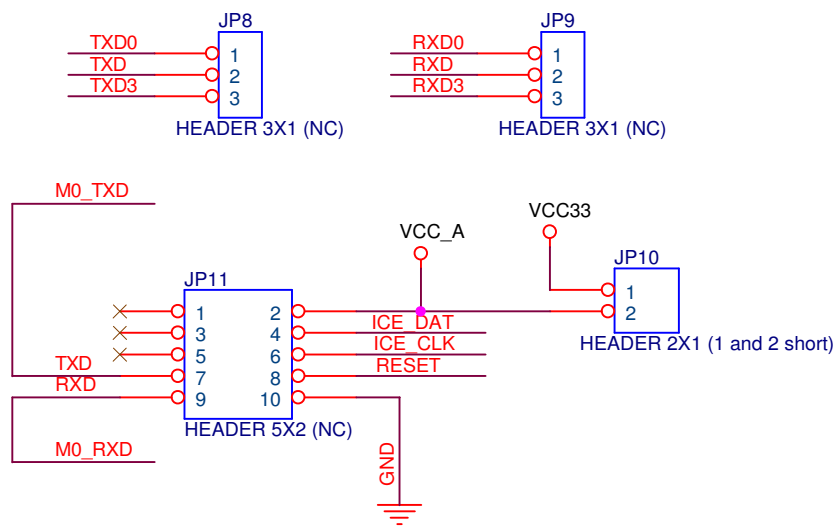 JP8
TXD0
1
TXD
2
TXD3
3
HEADER 3X1 (NC)
JP9
RXD0
1
RXD
2
RXD3
3
HEADER 3X1 (NC)
M0_TXD
VCC_A
VCC33
JP10
1
2
HEADER 2X1 (1 and 2 short)
JP11
1 2
3 4 ICE_DAT
5 6 ICE_CLK
TXD 7 8 RESET
RXD 9 10
HEADER 5X2 (NC)
M0_RXD
GND